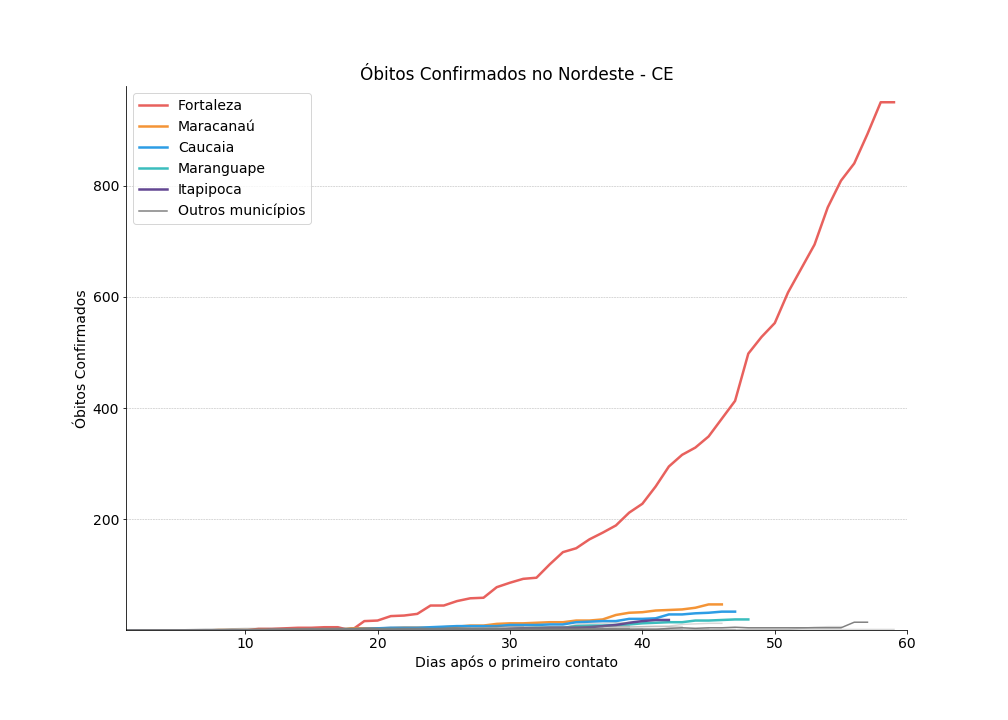 Óbitos Confirmados no Nordeste - CE
Fortaleza
Maracanaú
Caucaia
Maranguape
Itapipoca
Outros municípios
800
600
400
200
Óbitos Confirmados
10 20 30 40 50 60
Dias após o primeiro contato